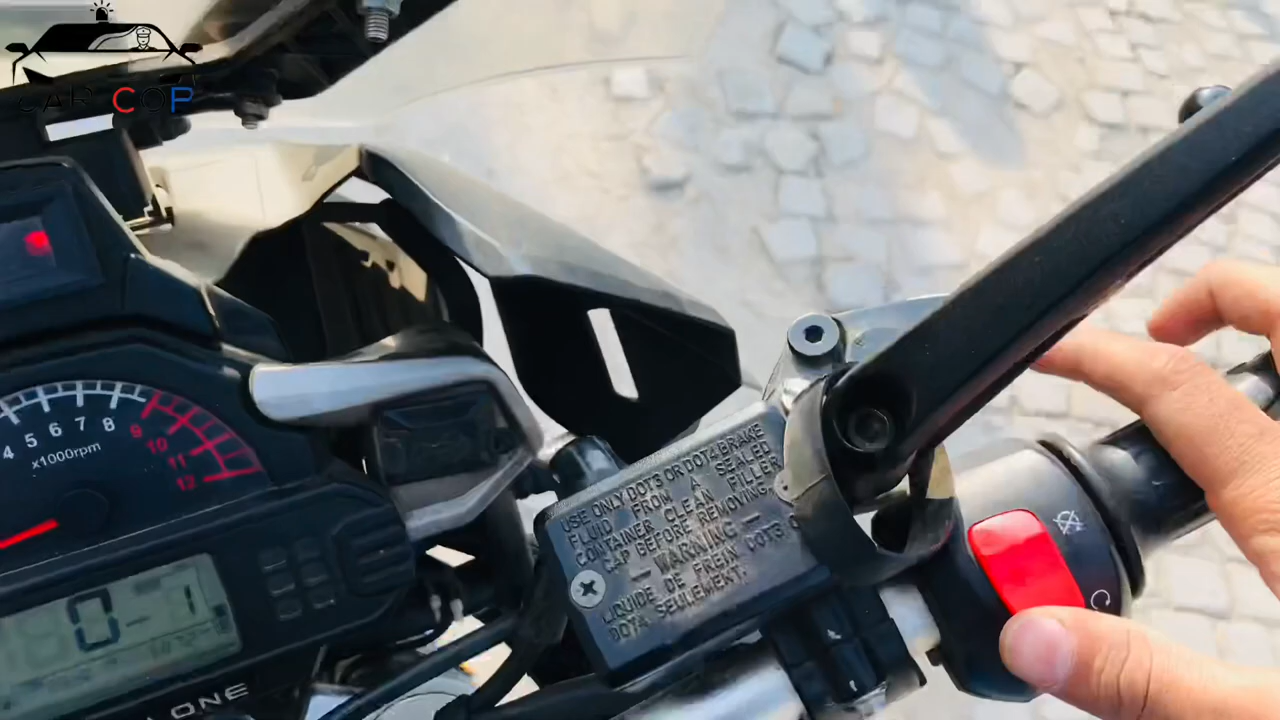 CAR COP
4 5 6 7 8 9 10 11 12
x1000rpm
0 - 1
LONE
USE ONLY DOT3 OR DOT4 BRAKE
FLUID FROM A SEALED
CONTAINER CLEAN FILLER
CAP BEFORE REMOVING.
— WARNING —
LIQUIDE DE FREIN DOT3 O
DOT4 SEULEMENT.